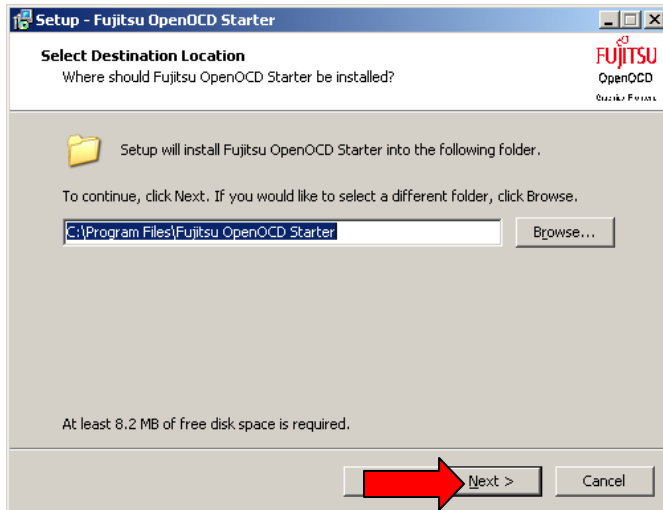 Setup - Fujitsu OpenOCD Starter
Select Destination Location
Where should Fujitsu OpenOCD Starter be installed?
FUJITSU
OpenOCD
Setup will install Fujitsu OpenOCD Starter into the following folder.
To continue, click Next. If you would like to select a different folder, click Browse.
C:\Program Files\Fujitsu OpenOCD Starter
Browse...
At least 8.2 MB of free disk space is required.
Next >
Cancel